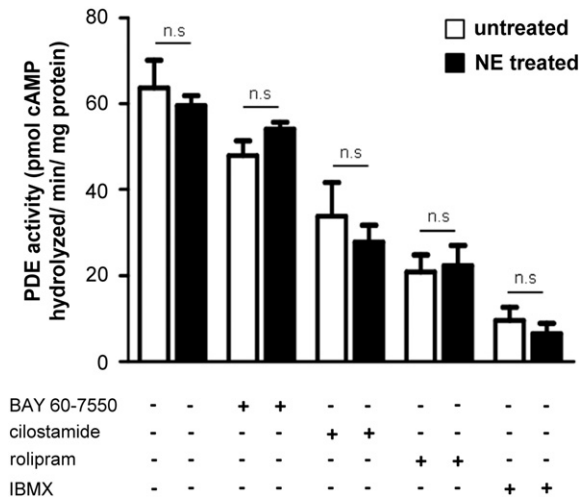 untreated
NE treated
PDE activity (pmol cAMP
hydrolyzed/ min/ mg protein)
80
60
40
20
0
n.s
n.s
n.s
n.s
n.s
BAY 60-7550 - - + + - - - - - -
cilostamide - - - - + + - - - -
rolipram - - - - - - + + - -
IBMX - - - - - - - - + +